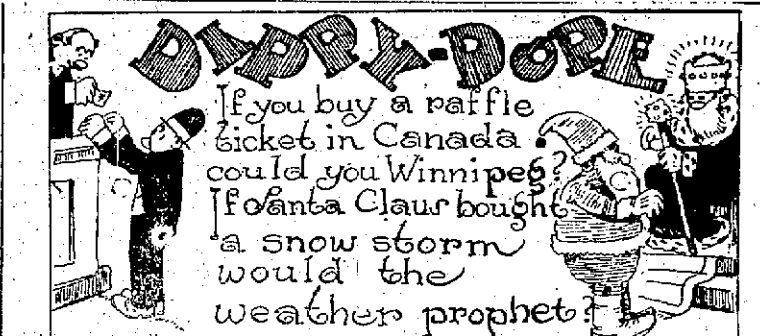 DIPPY-DOPE
If you buy a raffle
ticket in Canada
could you Winnipeg?
If Santa Claus bought
a snow storm
would the
weather prophet?